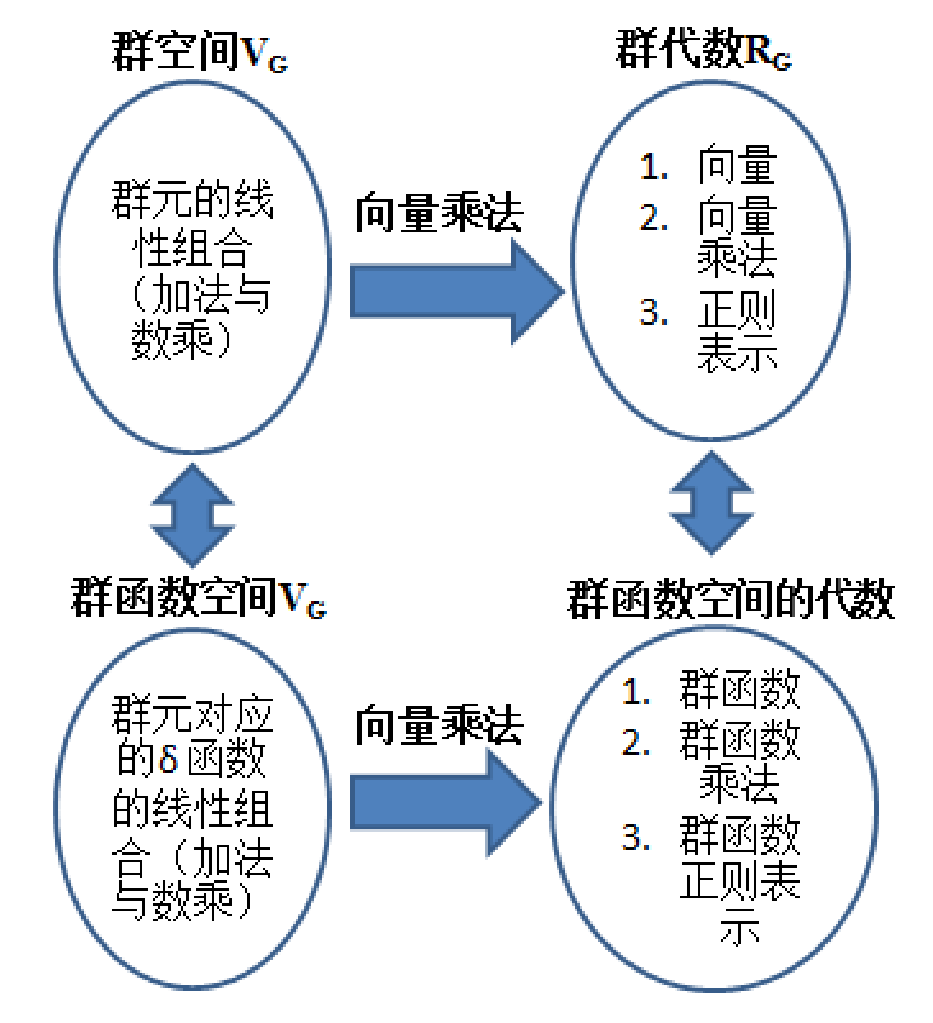 群空间VG
群代数RG
群元的线
性组合
（加法与
数乘）
向量乘法
1. 向量
2. 向量
乘法
3. 正则
表示
群函数空间VG
群函数空间的代数
群元对应
的δ函数
的线性组
合（加法
与数乘）
向量乘法
1. 群函数
2. 群函数
乘法
3. 群函数
正则表
示